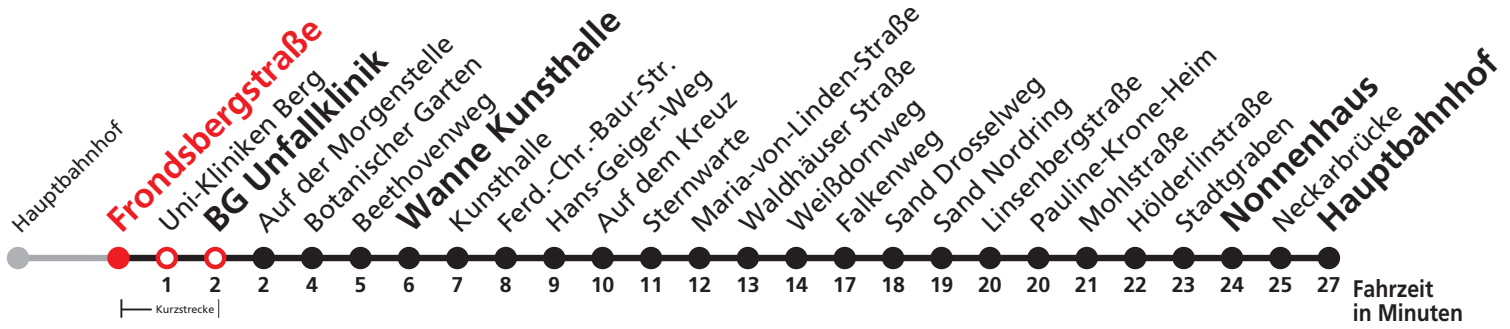 Hauptbahnhof
Frondsbergstraße
Uni-Kliniken Berg
BG Unfallklinik
Auf der Morgenstelle
Botanischer Garten
Beethovenweg
Wanne Kunsthalle
Kunsthalle
Ferd.-Chr.-Baur-Str.
Hans-Geiger-Weg
Auf dem Kreuz
Sternwarte
Maria-von-Linden-Straße
Waldhäuser Straße
Weißdornweg
Falkenweg
Sand Drosselweg
Sand Nordring
Linsenbergstraße
Pauline-Krone-Heim
Mohlstraße
Hölderlinstraße
Stadtgraben
Nonnenhaus
Neckarbrücke
Hauptbahnhof
1 2 2 4 5 6 7 8 9 10 11 12 13 14 17 18 19 20 20 21 22 23 24 25 27
Fahrzeit
in Minuten
Kurzstrecke